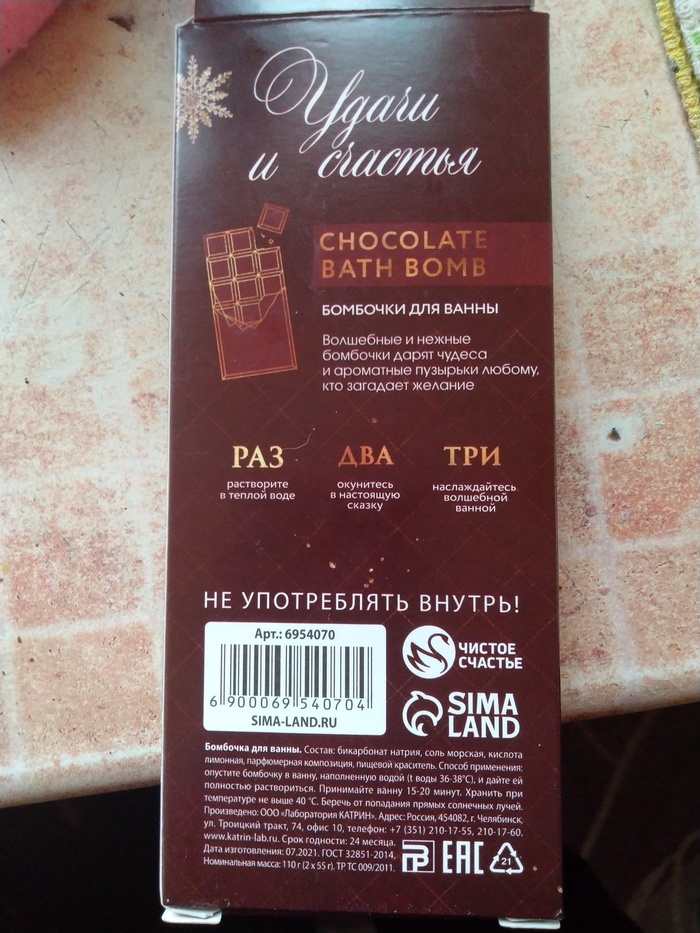 Удачи
и счастья
CHOCOLATE
BATH BOMB
БОМБОЧКИ ДЛЯ ВАННЫ
Волшебные и нежные
бомбочки дарят чудеса
и ароматные пузырьки любому,
кто загадает желание
РАЗ
растворите
в теплой воде
ДВА
окунитесь
в настоящую
сказку
ТРИ
наслаждайтесь
волшебной
ванной
НЕ УПОТРЕБЛЯТЬ ВНУТРЬ!
Арт.: 6954070
6 900069 540704
SIMA-LAND.RU
ЧИСТОЕ
СЧАСТЬЕ
SIMA
LAND
Бомбочка для ванны. Состав: бикарбонат натрия, соль морская, кислота
лимонная, парфюмерная композиция, пищевой краситель. Способ применения:
опустите бомбочку в ванну, наполненную водой (t воды 36-38°C), и дайте ей
полностью раствориться. Принимайте ванну 15-20 минут. Хранить при
температуре не выше 40 °C. Беречь от попадания прямых солнечных лучей.
Произведено: ООО «Лаборатория КАТРИН». Адрес: Россия, 454082, г. Челябинск,
ул. Троицкий тракт, 74, офис 10, телефон: +7 (351) 210-17-55, 210-17-60.
www.katrin-lab.ru. Срок годности: 24 месяца.
Дата изготовления: 07.2021. ГОСТ 32851-2014,
Номинальная масса: 110 г (2 x 55 г). ТР ТС 009/2011.
EAC
21